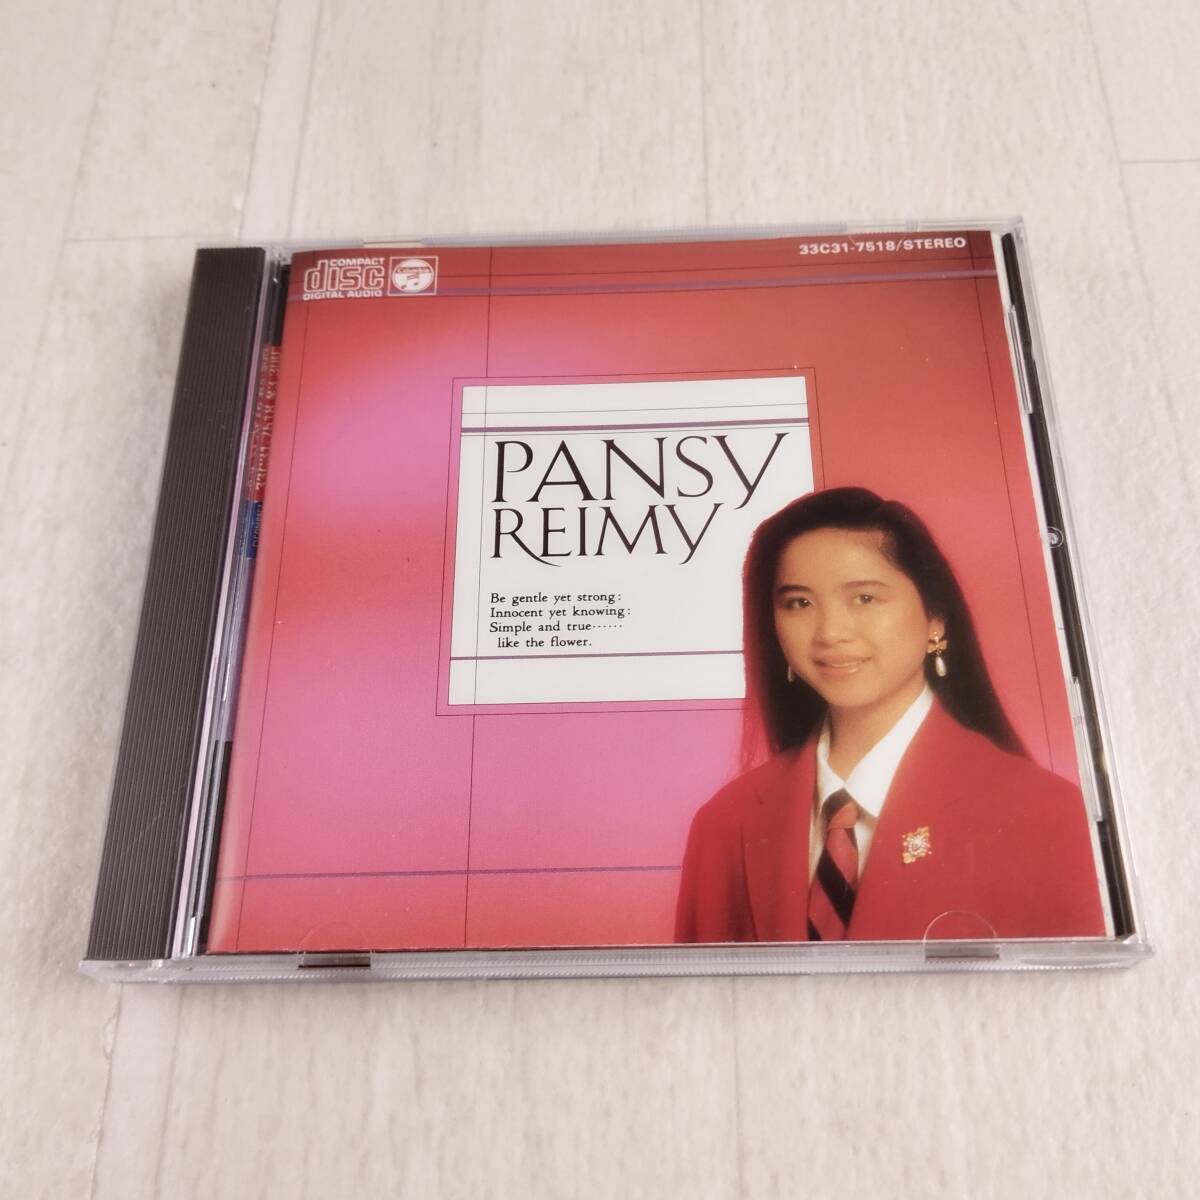 33C31-7518/STEREO
COMPACT
disc
DIGITAL AUDIO
Columbia
PANSY
REIMY
Be gentle yet strong:
Innocent yet knowing:
Simple and true······
like the flower.